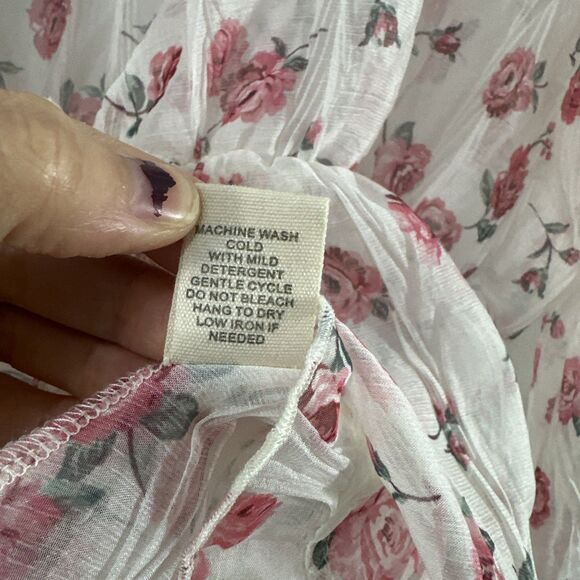 MACHINE WASH
COLD
WITH MILD
DETERGENT
GENTLE CYCLE
DO NOT BLEACH
HANG TO DRY
LOW IRON IF
NEEDED